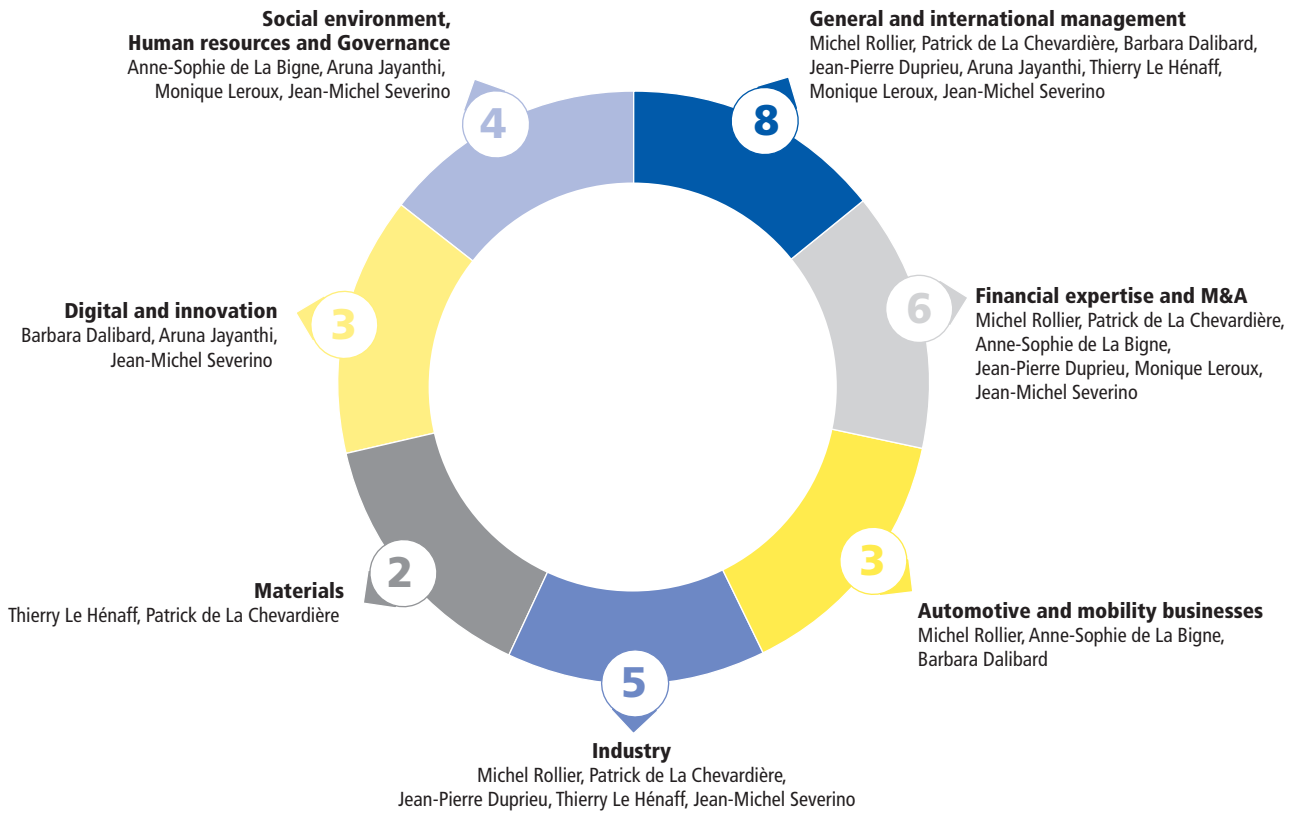 Social environment,
Human resources and Governance
Anne-Sophie de La Bigne, Aruna Jayanthi,
Monique Leroux, Jean-Michel Severino
4
General and international management
Michel Rollier, Patrick de La Chevardière, Barbara Dalibard,
Jean-Pierre Duprieu, Aruna Jayanthi, Thierry Le Hénaff,
Monique Leroux, Jean-Michel Severino
8
Digital and innovation
Barbara Dalibard, Aruna Jayanthi,
Jean-Michel Severino
3
Financial expertise and M&A
Michel Rollier, Patrick de La Chevardière,
Anne-Sophie de La Bigne,
Jean-Pierre Duprieu, Monique Leroux,
Jean-Michel Severino
6
Materials
Thierry Le Hénaff, Patrick de La Chevardière
2
Automotive and mobility businesses
Michel Rollier, Anne-Sophie de La Bigne,
Barbara Dalibard
3
5
Industry
Michel Rollier, Patrick de La Chevardière,
Jean-Pierre Duprieu, Thierry Le Hénaff, Jean-Michel Severino